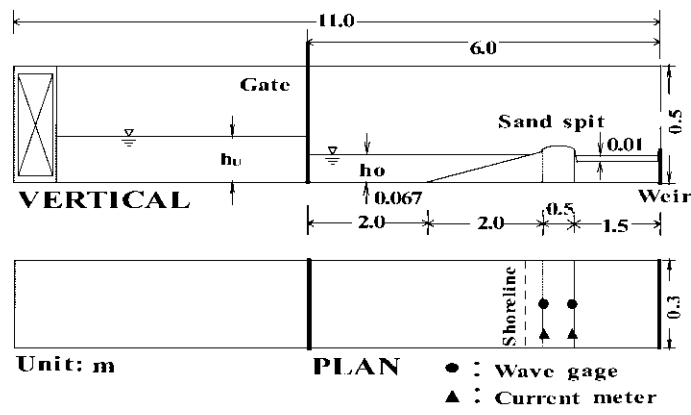 11.0
6.0
Gate
Sand spit
0.01
0.5
hU
ho
0.067
VERTICAL
Weir
2.0
2.0
0.5
1.5
Shoreline
0.3
Unit: m
PLAN
● : Wave gage
▲ : Current meter